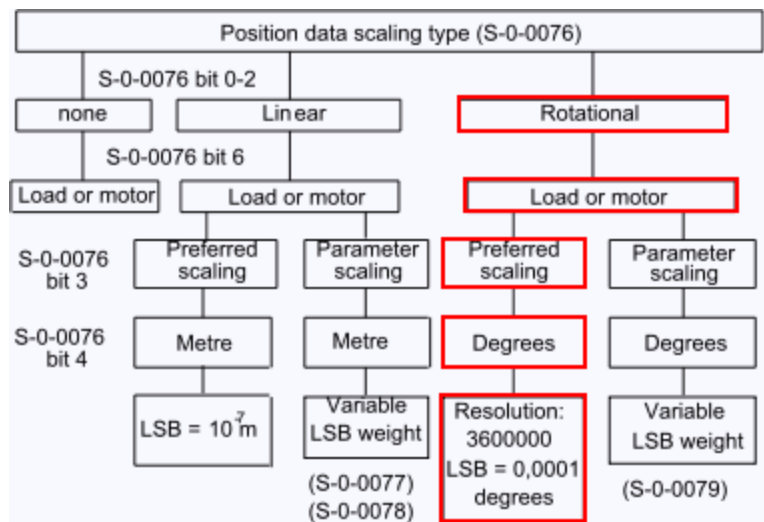 Position data scaling type (S-0-0076)
S-0-0076 bit 0-2
none
Linear
Rotational
S-0-0076 bit 6
Load or motor
Load or motor
Load or motor
S-0-0076
bit 3
Preferred
scaling
Parameter
scaling
Preferred
scaling
Parameter
scaling
S-0-0076
bit 4
Metre
Metre
Degrees
Degrees
LSB = 10⁻⁷m
Variable
LSB weight
(S-0-0077)
(S-0-0078)
Resolution:
3600000
LSB = 0,0001
degrees
Variable
LSB weight
(S-0-0079)